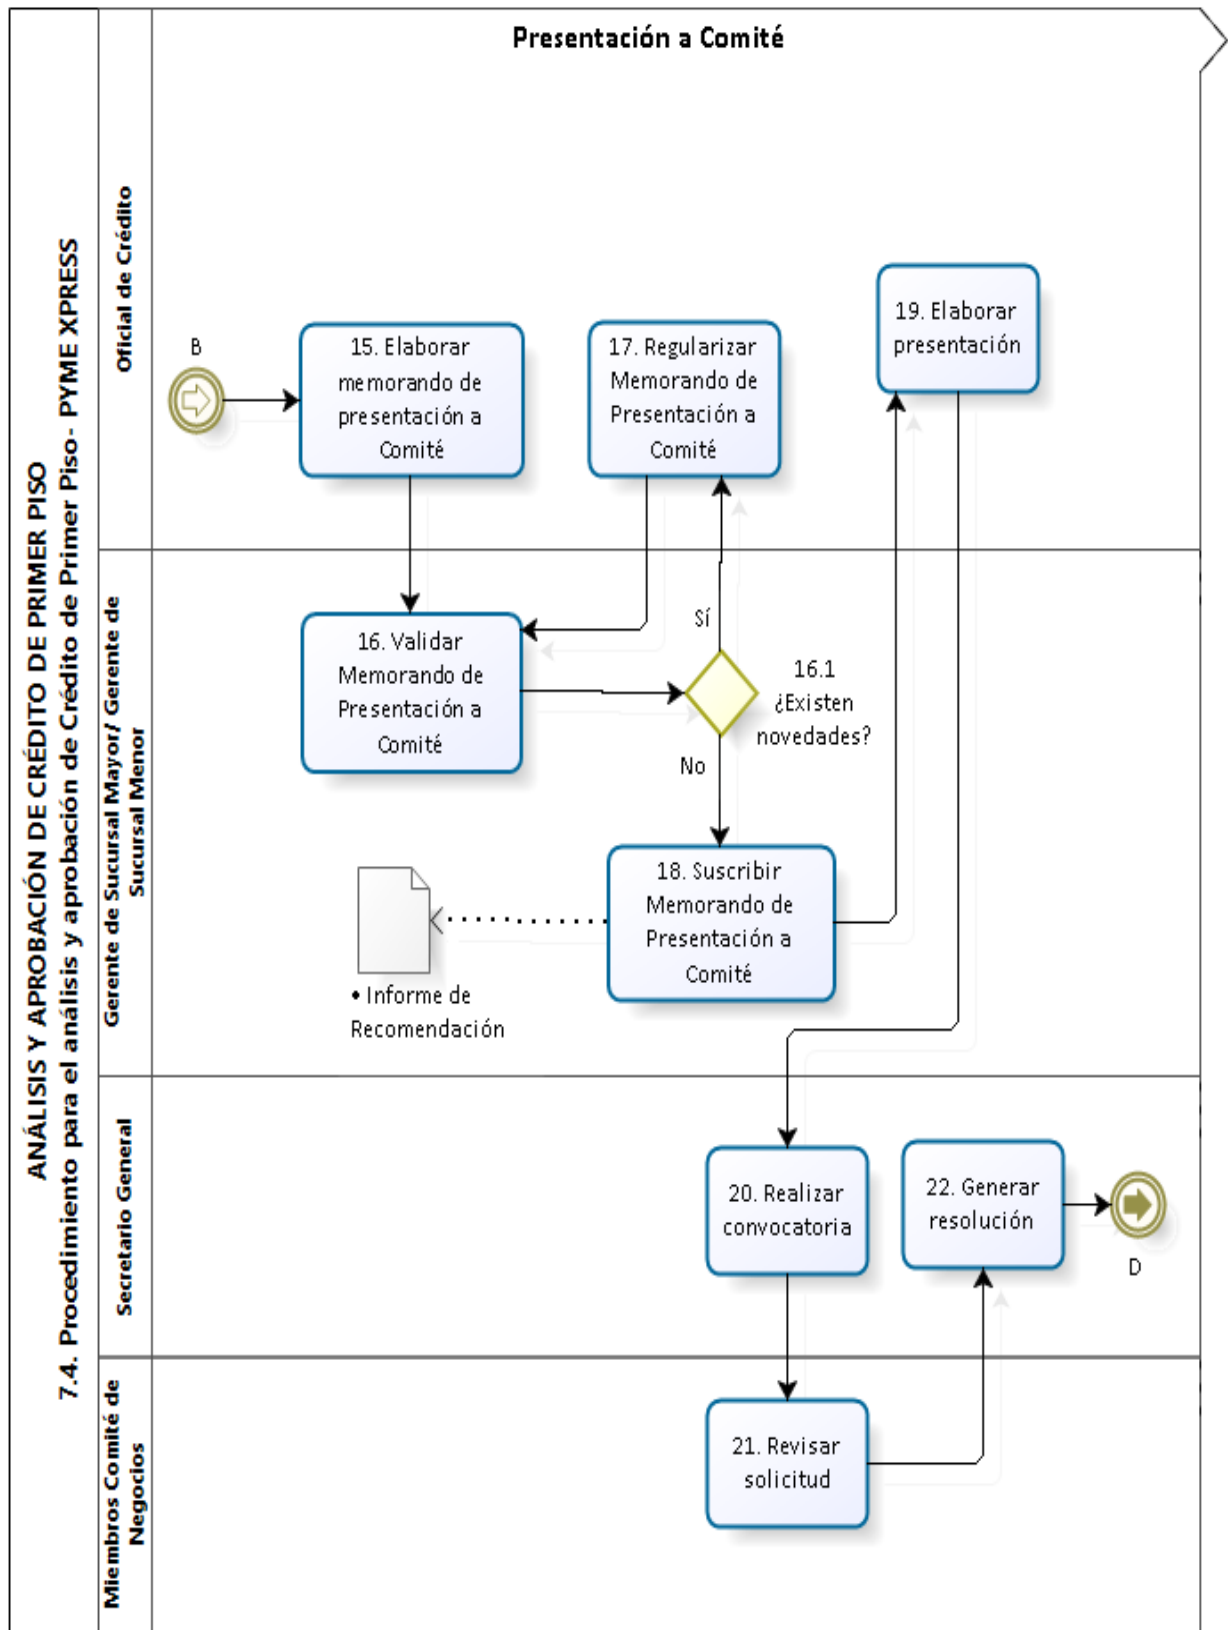 Presentación a Comité
ANÁLISIS Y APROBACIÓN DE CRÉDITO DE PRIMER PISO
7.4. Procedimiento para el análisis y aprobación de Crédito de Primer Piso- PYME XPRESS
Oficial de Crédito
B
15. Elaborar
memorando de
presentación a
Comité
17. Regularizar
Memorando de
Presentación a
Comité
19. Elaborar
presentación
Gerente de Sucursal Mayor/ Gerente de
Sucursal Menor
16. Validar
Memorando de
Presentación a
Comité
Sí
16.1
¿Existen
novedades?
No
18. Suscribir
Memorando de
Presentación a
Comité
• Informe de
Recomendación
Secretario General
20. Realizar
convocatoria
22. Generar
resolución
D
Miembros Comité de
Negocios
21. Revisar
solicitud